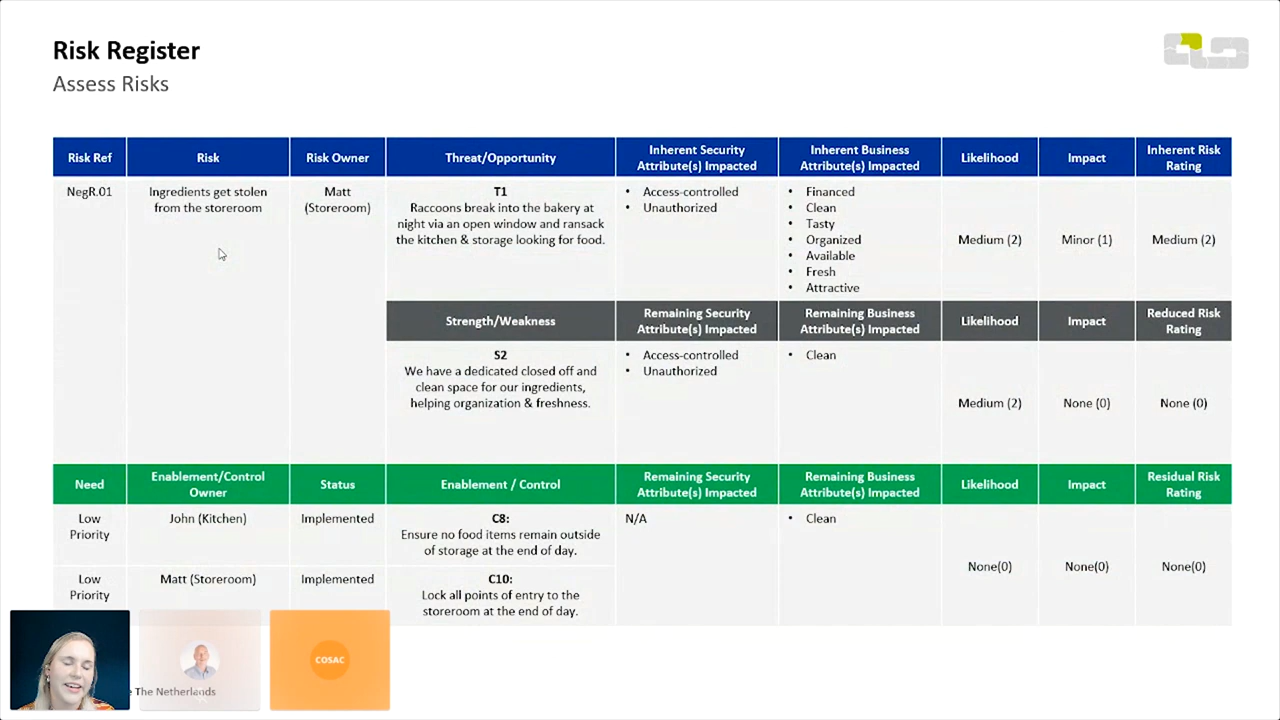 Risk Register
Assess Risks
Risk Ref
Risk
Risk Owner
Threat/Opportunity
Inherent Security
Attribute(s) Impacted
Inherent Business
Attribute(s) Impacted
Likelihood
Impact
Inherent Risk
Rating
NegR.01
Ingredients get stolen
from the storeroom
Matt
(Storeroom)
T1
Raccoons break into the bakery at
night via an open window and ransack
the kitchen & storage looking for food.
• Access-controlled
• Unauthorized
• Financed
• Clean
• Tasty
• Organized
• Available
• Fresh
• Attractive
Medium (2)
Minor (1)
Medium (2)
Strength/Weakness
Remaining Security
Attribute(s) Impacted
Remaining Business
Attribute(s) Impacted
Likelihood
Impact
Reduced Risk
Rating
S2
We have a dedicated closed off and
clean space for our ingredients,
helping organization & freshness.
• Access-controlled
• Unauthorized
• Clean
Medium (2)
None (0)
None (0)
Need
Enablement/Control
Owner
Status
Enablement / Control
Remaining Security
Attribute(s) Impacted
Remaining Business
Attribute(s) Impacted
Likelihood
Impact
Residual Risk
Rating
Low
Priority
John (Kitchen)
Implemented
C8:
Ensure no food items remain outside
of storage at the end of day.
N/A
• Clean
None(0)
None(0)
None(0)
Low
Priority
Matt (Storeroom)
Implemented
C10:
Lock all points of entry to the
storeroom at the end of day.
COSAC
The Netherlands